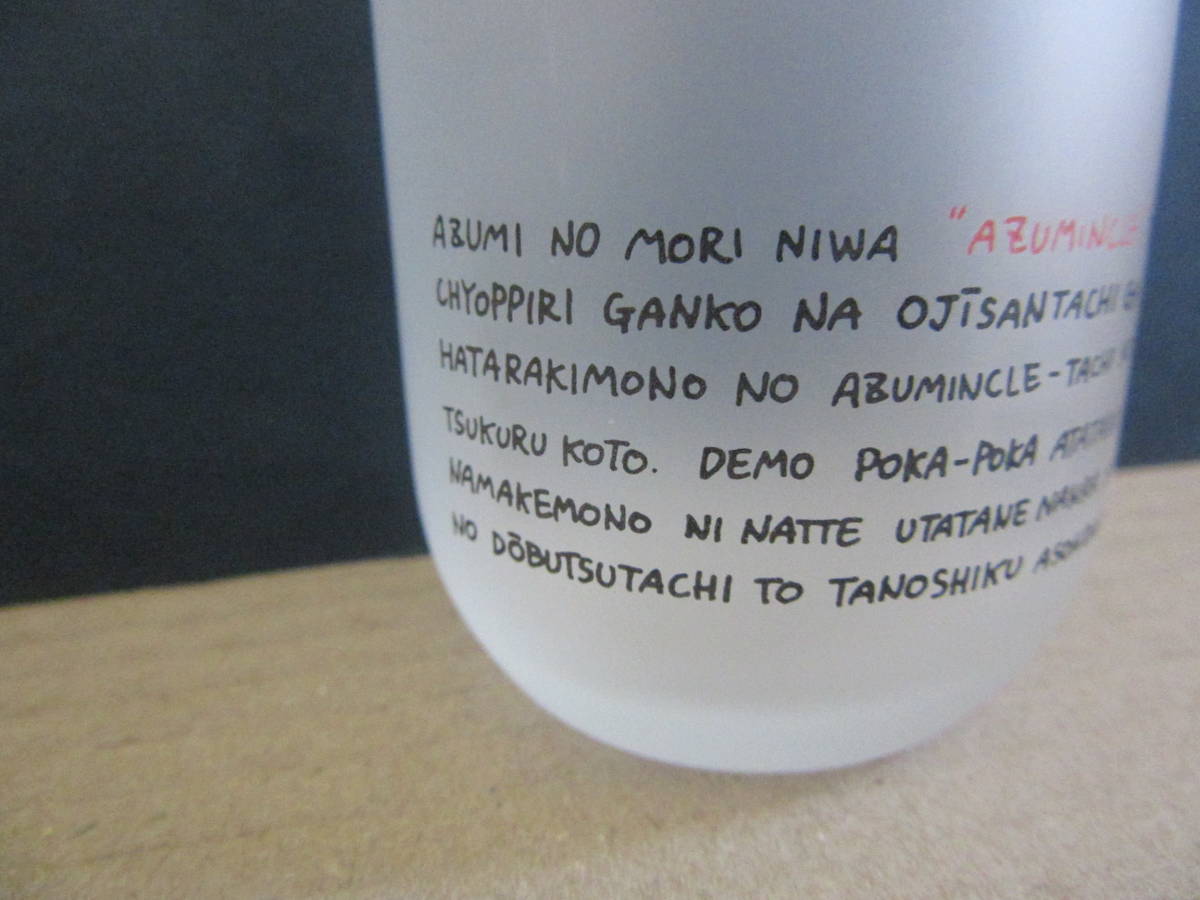 AZUMI NO MORI NIWA "AZUMINCLE
CHYOPPIRI GANKO NA OJĪSANTACHI
HATARAKIMONO NO AZUMINCLE-TACHI
TSUKURU KOTO. DEMO POKA-POKA
NAMAKEMONO NI NATTE UTATANE
NO DŌBUTSUTACHI TO TANOSHIKU